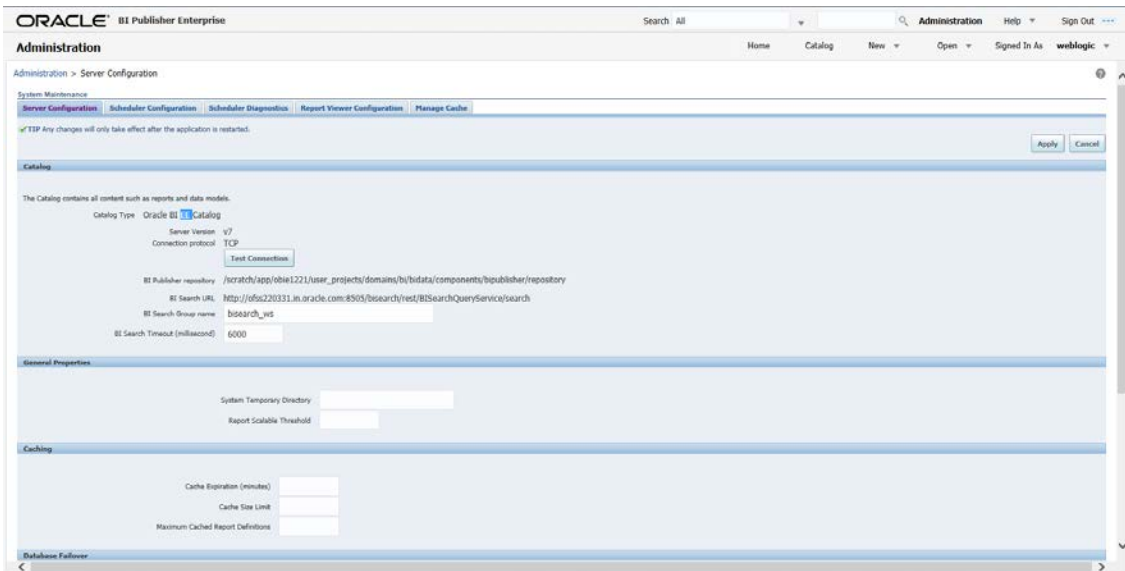 ORACLE® BI Publisher Enterprise Search All Administration Help Sign Out
Administration Home Catalog New Open Signed In As weblogic
Administration > Server Configuration
System Maintenance
Server Configuration Scheduler Configuration Scheduler Diagnostics Report Viewer Configuration Manage Cache
TIP Any changes will only take effect after the application is restarted.
Apply Cancel
Catalog
The Catalog contains all content such as reports and data models.
Catalog Type Oracle BI EE Catalog
Server Version v7
Connection protocol TCP
Test Connection
BI Publisher repository /scratch/app/obie1221/user_projects/domains/bi/bidata/components/bipublisher/repository
BI Search URL http://ofss220331.in.oracle.com:8505/bisearch/rest/BISearchQueryService/search
BI Search Group name bisearch_ws
BI Search Timeout (millisecond) 6000
General Properties
System Temporary Directory
Report Scalable Threshold
Caching
Cache Expiration (minutes)
Cache Size Limit
Maximum Cached Report Definitions
Database Failover